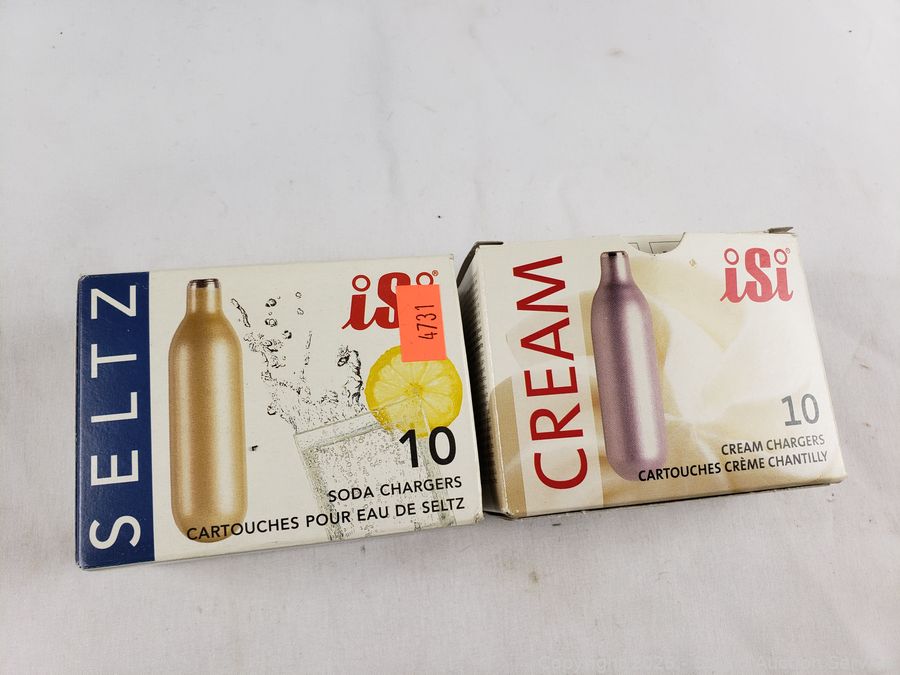 SELTZ
iSi®
4731
10
SODA CHARGERS
CARTOUCHES POUR EAU DE SELTZ
CREAM
iSi®
10
CREAM CHARGERS
CARTOUCHES CRÈME CHANTILLY